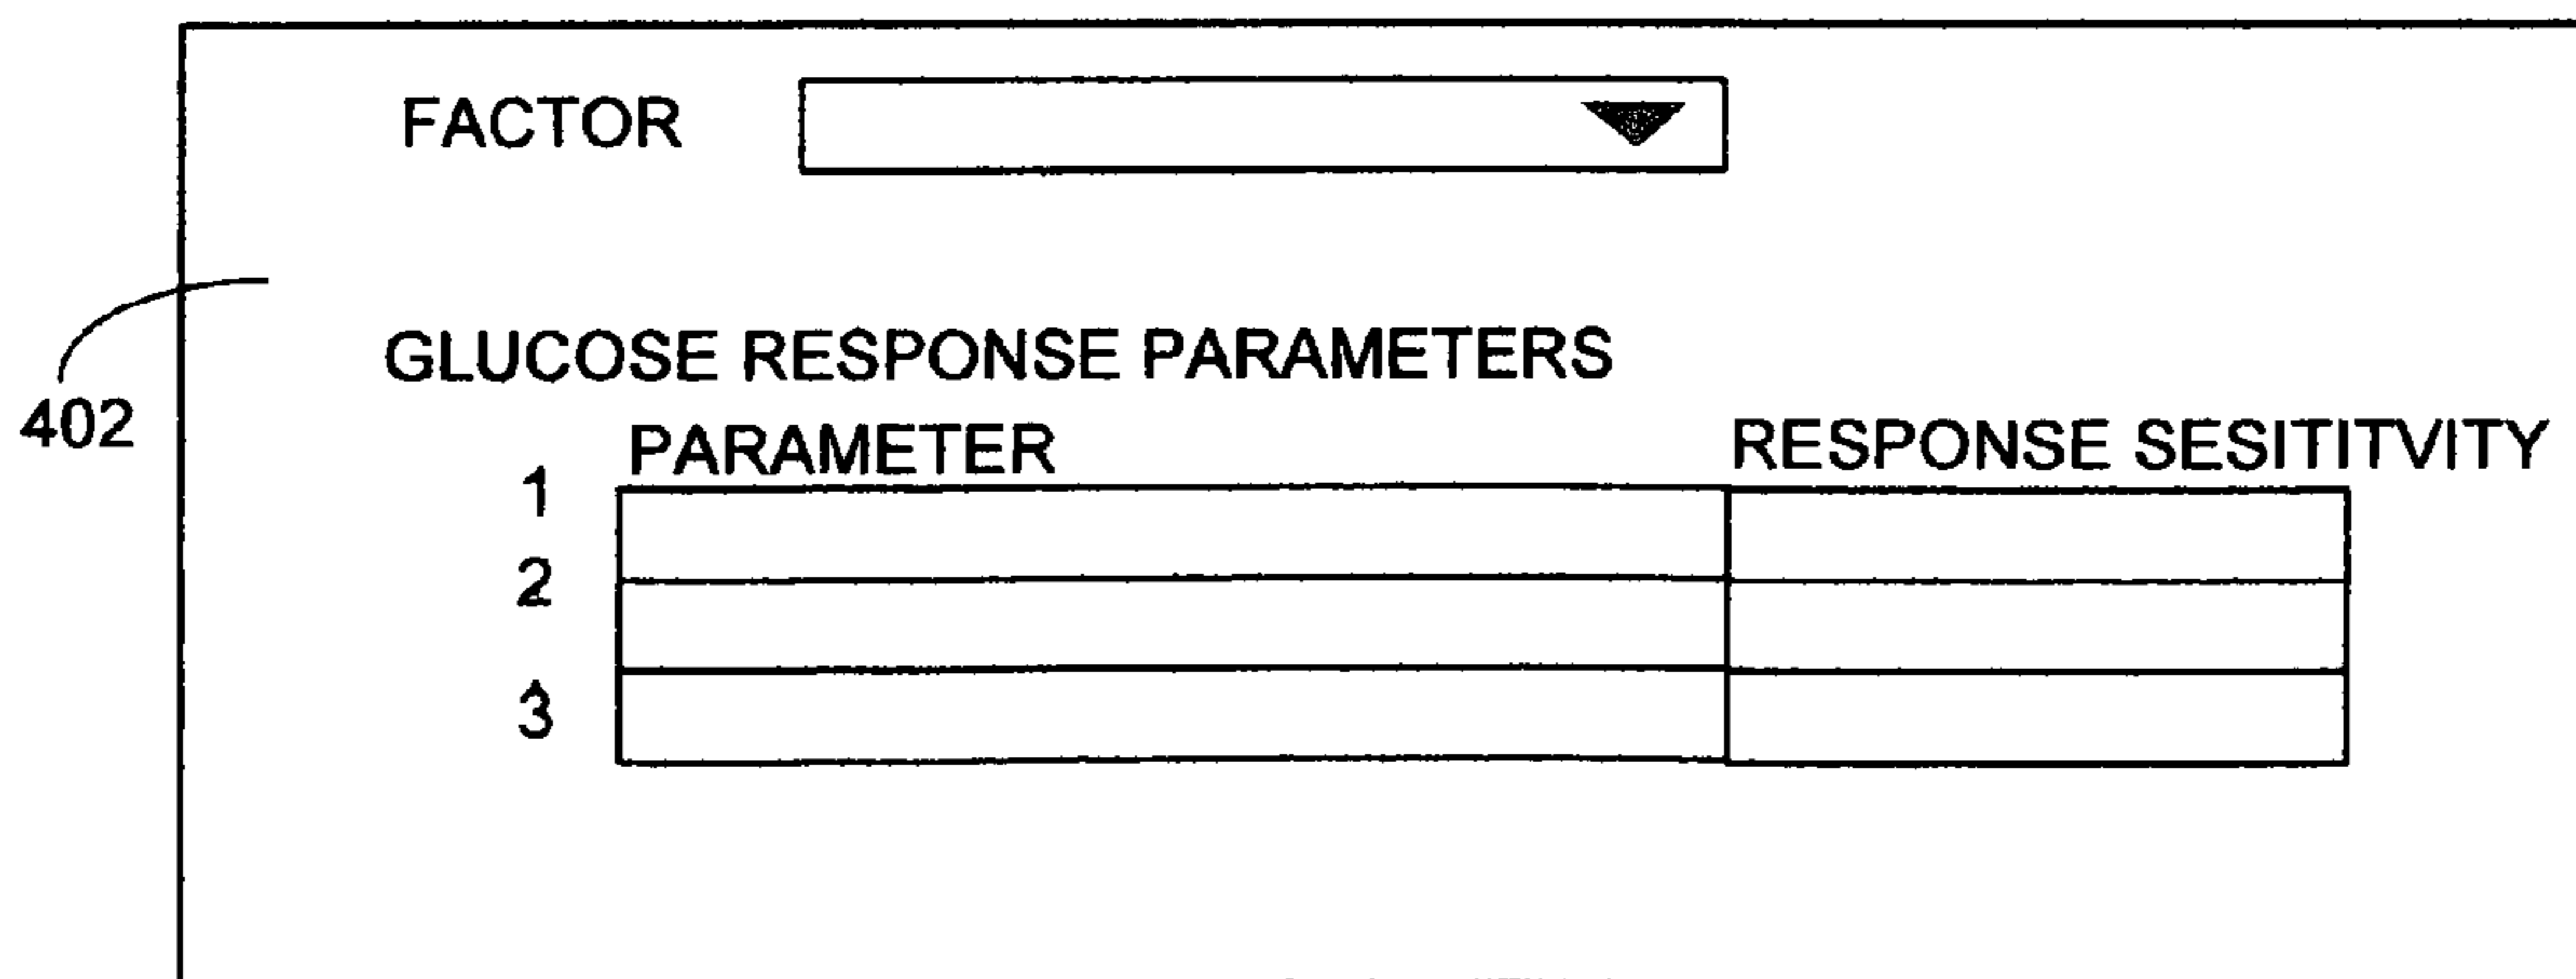 FACTOR
GLUCOSE RESPONSE PARAMETERS
402
PARAMETER RESPONSE SESITITVITY
1
2
3